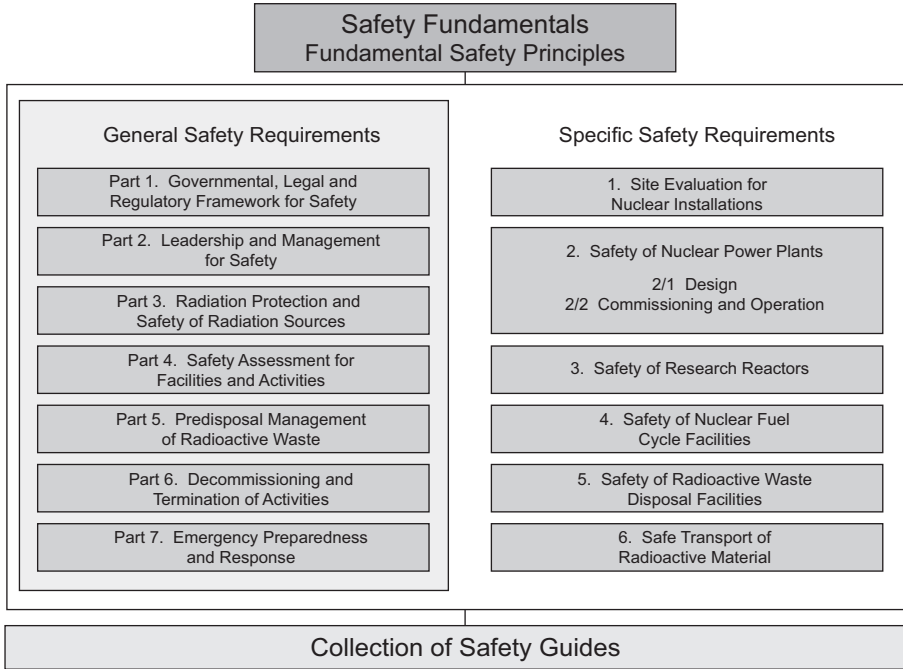 Safety Fundamentals
Fundamental Safety Principles
General Safety Requirements
Part 1. Governmental, Legal and
Regulatory Framework for Safety
Part 2. Leadership and Management
for Safety
Part 3. Radiation Protection and
Safety of Radiation Sources
Part 4. Safety Assessment for
Facilities and Activities
Part 5. Predisposal Management
of Radioactive Waste
Part 6. Decommissioning and
Termination of Activities
Part 7. Emergency Preparedness
and Response
Specific Safety Requirements
1. Site Evaluation for
Nuclear Installations
2. Safety of Nuclear Power Plants
2/1 Design
2/2 Commissioning and Operation
3. Safety of Research Reactors
4. Safety of Nuclear Fuel
Cycle Facilities
5. Safety of Radioactive Waste
Disposal Facilities
6. Safe Transport of
Radioactive Material
Collection of Safety Guides